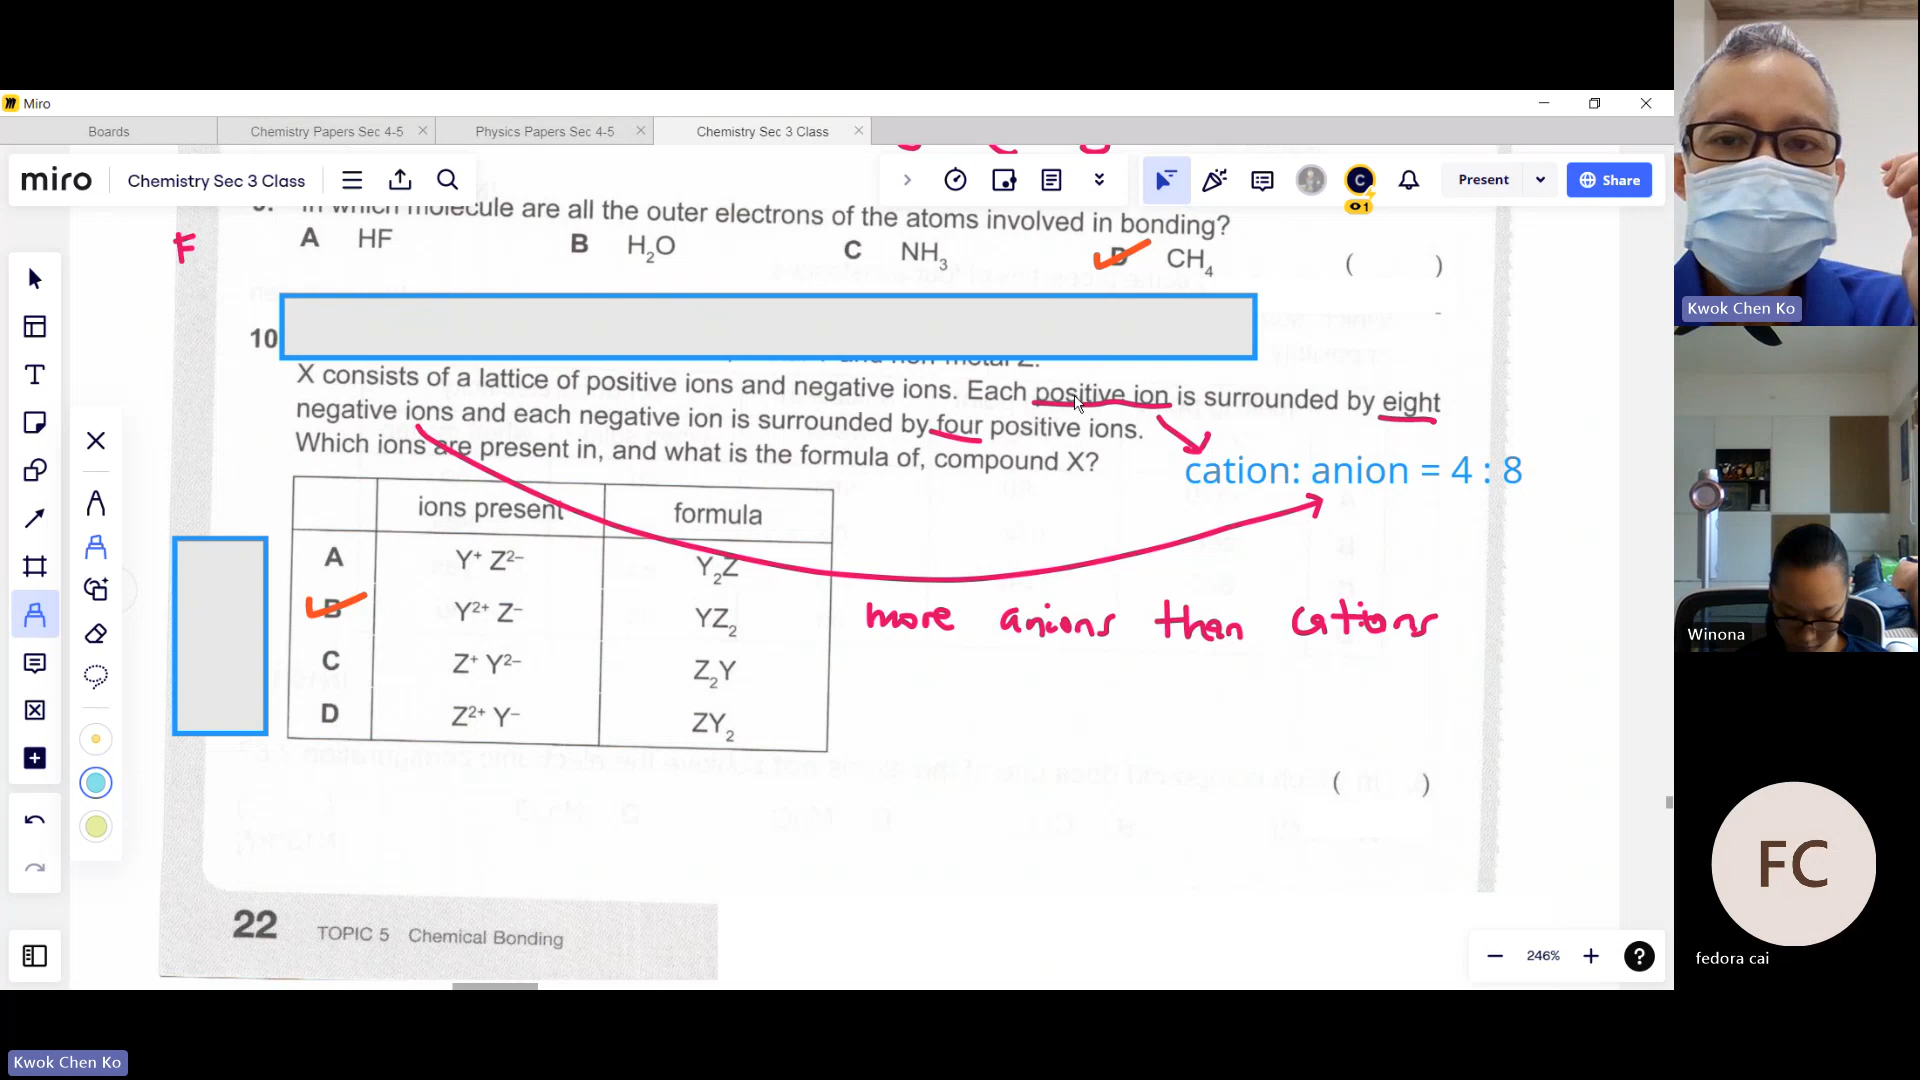 Miro
Boards
Chemistry Papers Sec 4-5
Physics Papers Sec 4-5
Chemistry Sec 3 Class
miro
Chemistry Sec 3 Class
C
1
Present
Share
In which molecule are all the outer electrons of the atoms involved in bonding?
F
A HF B H2O C NH3 D CH4 ( )
10
and non-metal Z.
X consists of a lattice of positive ions and negative ions. Each positive ion is surrounded by eight
negative ions and each negative ion is surrounded by four positive ions.
Which ions are present in, and what is the formula of, compound X?
cation: anion = 4 : 8
ions present formula
A Y⁺ Z²⁻ Y2Z
B Y²⁺ Z⁻ YZ2
more anions than cations
C Z⁺ Y²⁻ Z2Y
D Z²⁺ Y⁻ ZY2
( )
22 TOPIC 5 Chemical Bonding
246%
?
Kwok Chen Ko
Winona
FC
fedora cai
Kwok Chen Ko